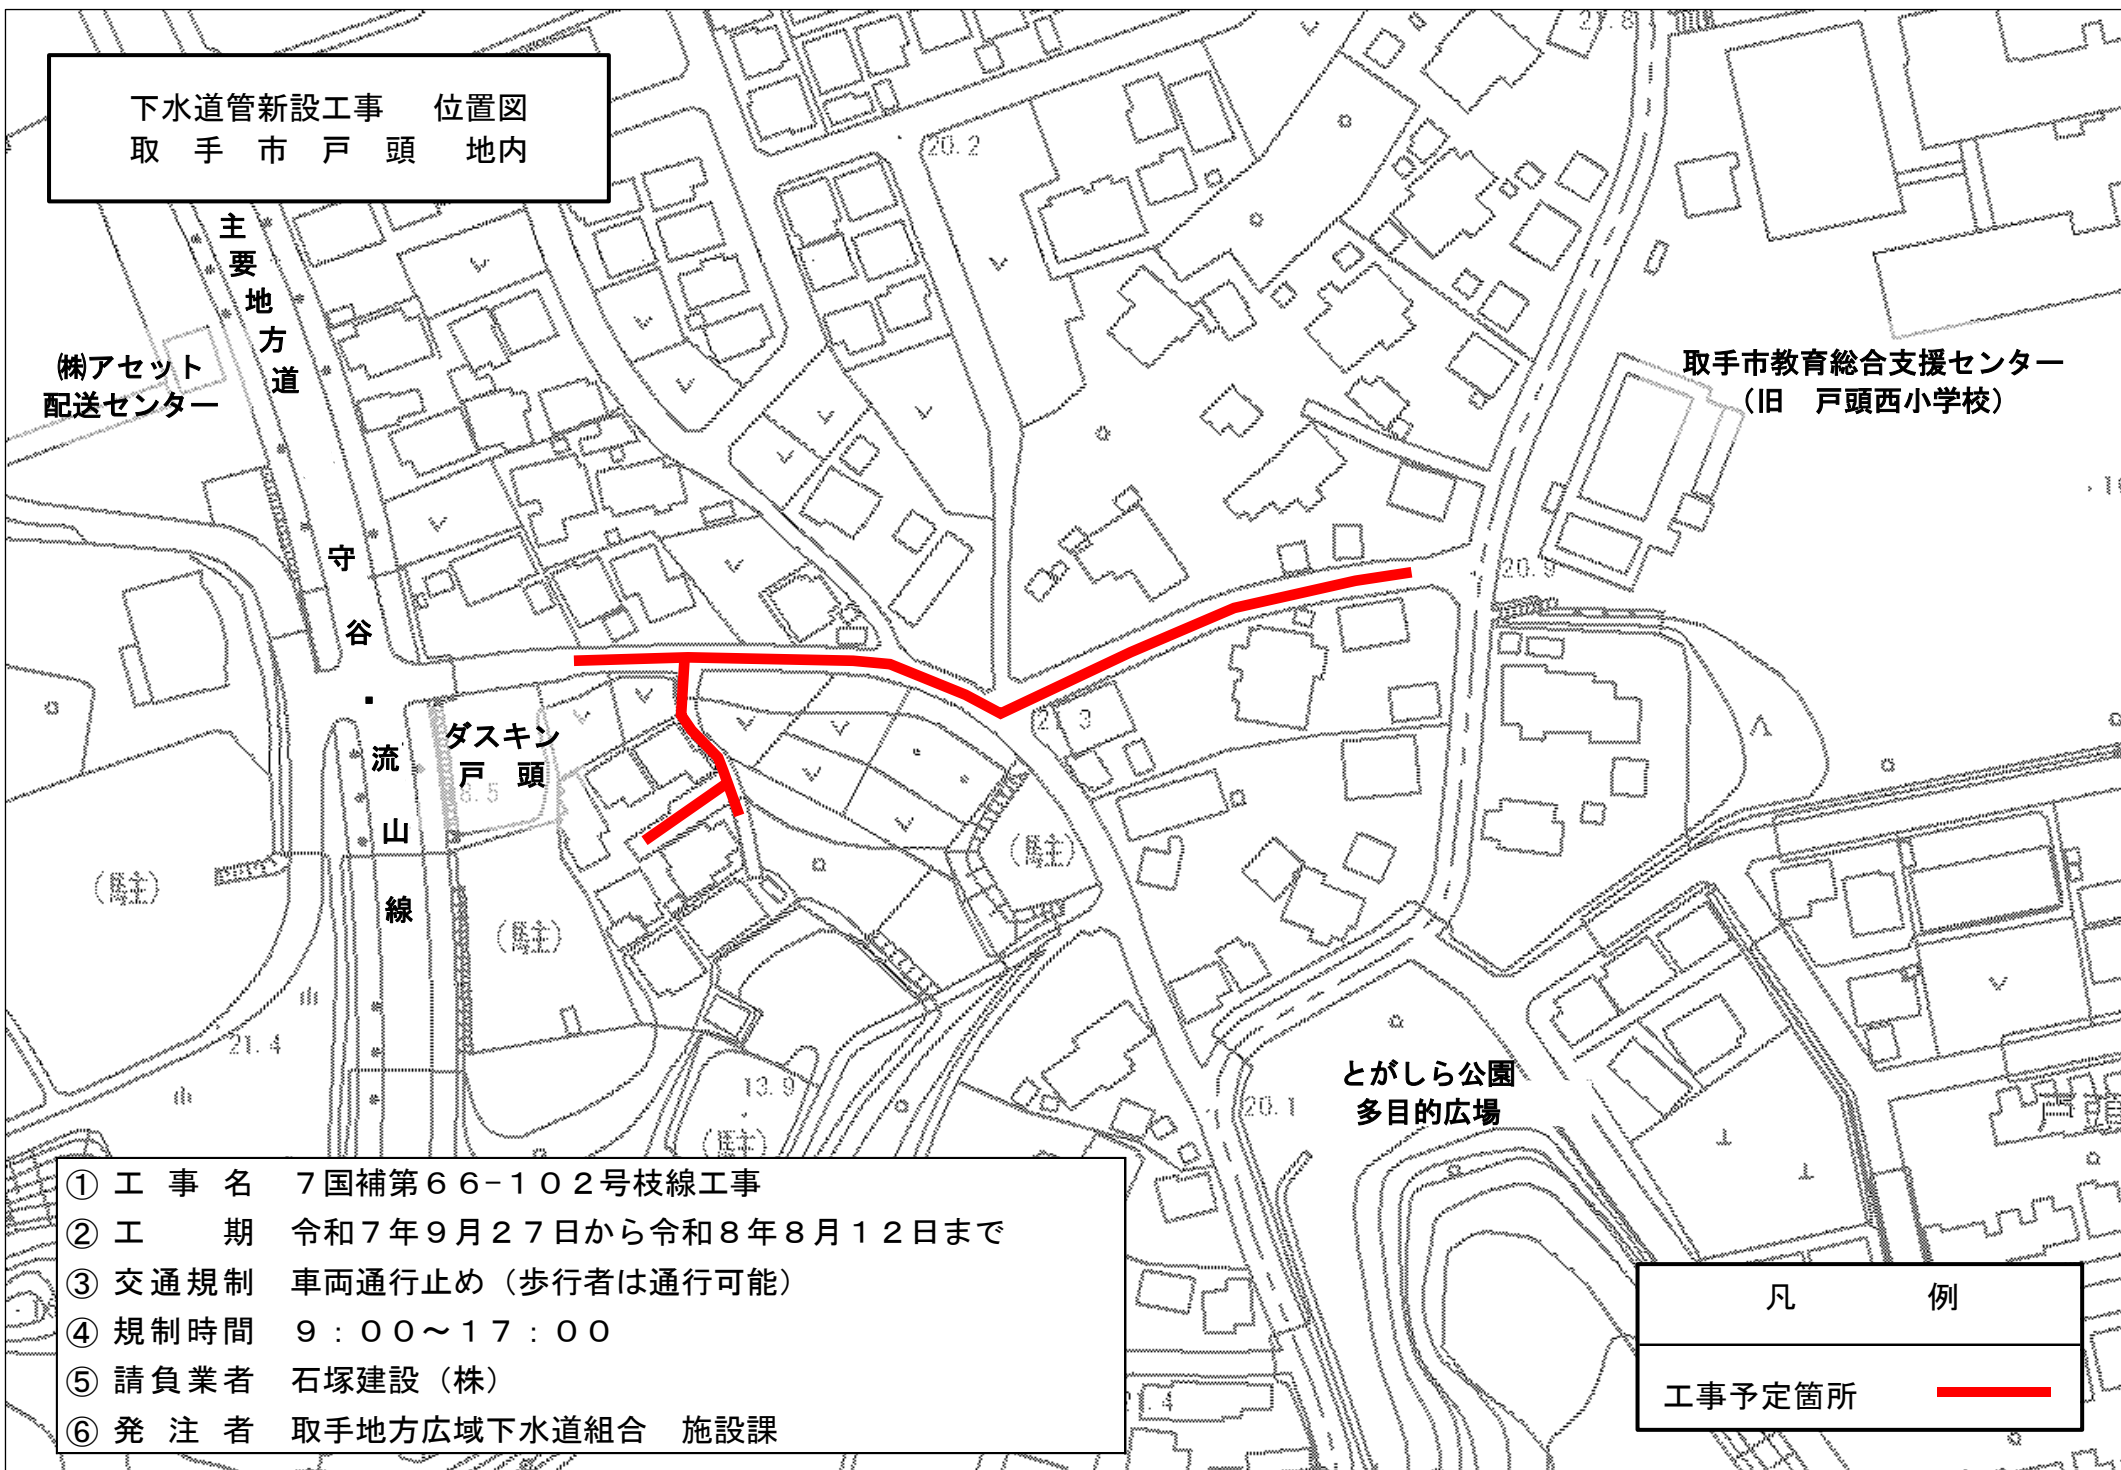 下水道管新設工事　位置図
取　手　市　戸　頭　地内
21.8
20.2
主要地方道
㈱アセット
配送センター
取手市教育総合支援センター
（旧　戸頭西小学校）
守谷・流山線
20.9
21.3
ダスキン
戸　頭
(駐)
(駐)
(駐)
21.4
13.9
(駐)
20.1
とがしら公園
多目的広場
戸頭
① 工　事　名　７国補第６６−１０２号枝線工事
② 工　　　期　令和７年９月２７日から令和８年８月１２日まで
③ 交通規制　車両通行止め（歩行者は通行可能）
④ 規制時間　９：００～１７：００
⑤ 請負業者　石塚建設（株）
⑥ 発　注　者　取手地方広域下水道組合　施設課
凡　　　例
工事予定箇所